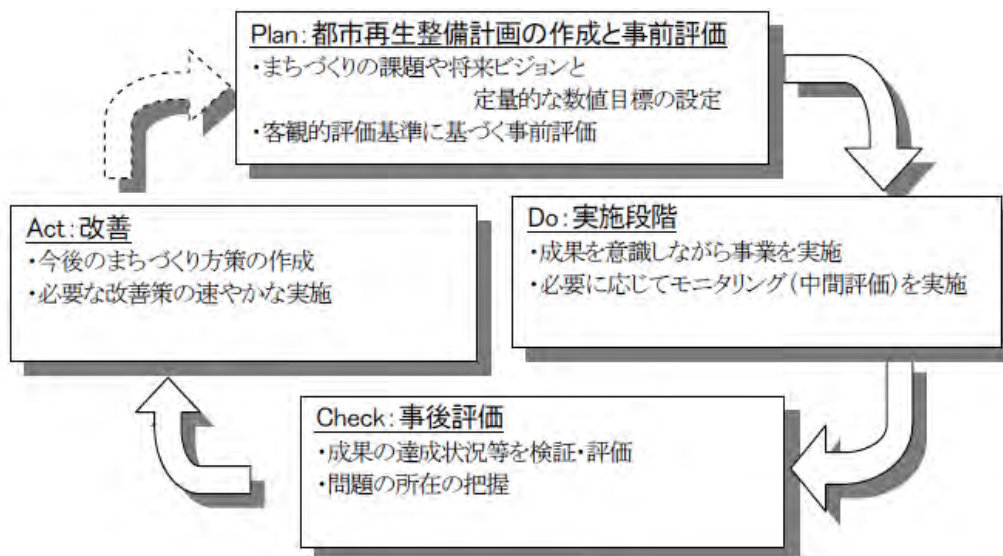 Plan:都市再生整備計画の作成と事前評価
・まちづくりの課題や将来ビジョンと
定量的な数値目標の設定
・客観的評価基準に基づく事前評価
Do:実施段階
・成果を意識しながら事業を実施
・必要に応じてモニタリング(中間評価)を実施
Check:事後評価
・成果の達成状況等を検証・評価
・問題の所在の把握
Act:改善
・今後のまちづくり方策の作成
・必要な改善策の速やかな実施